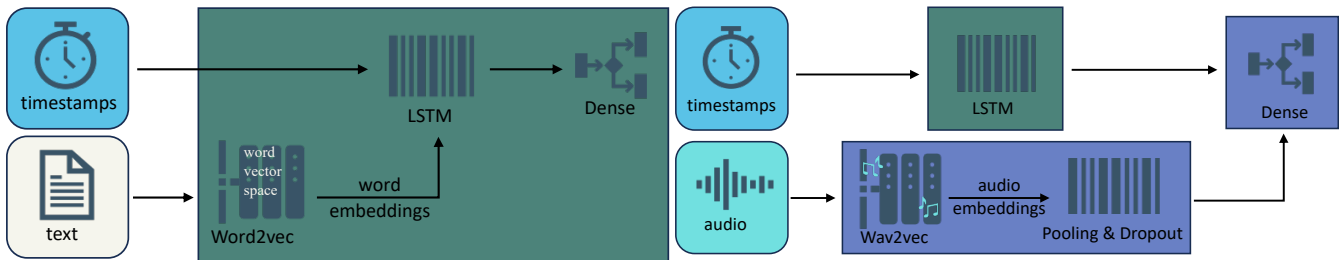 timestamps
LSTM
Dense
text
word
vector
space
Word2vec
word
embeddings
timestamps
LSTM
Dense
audio
Wav2vec
audio
embeddings
Pooling & Dropout